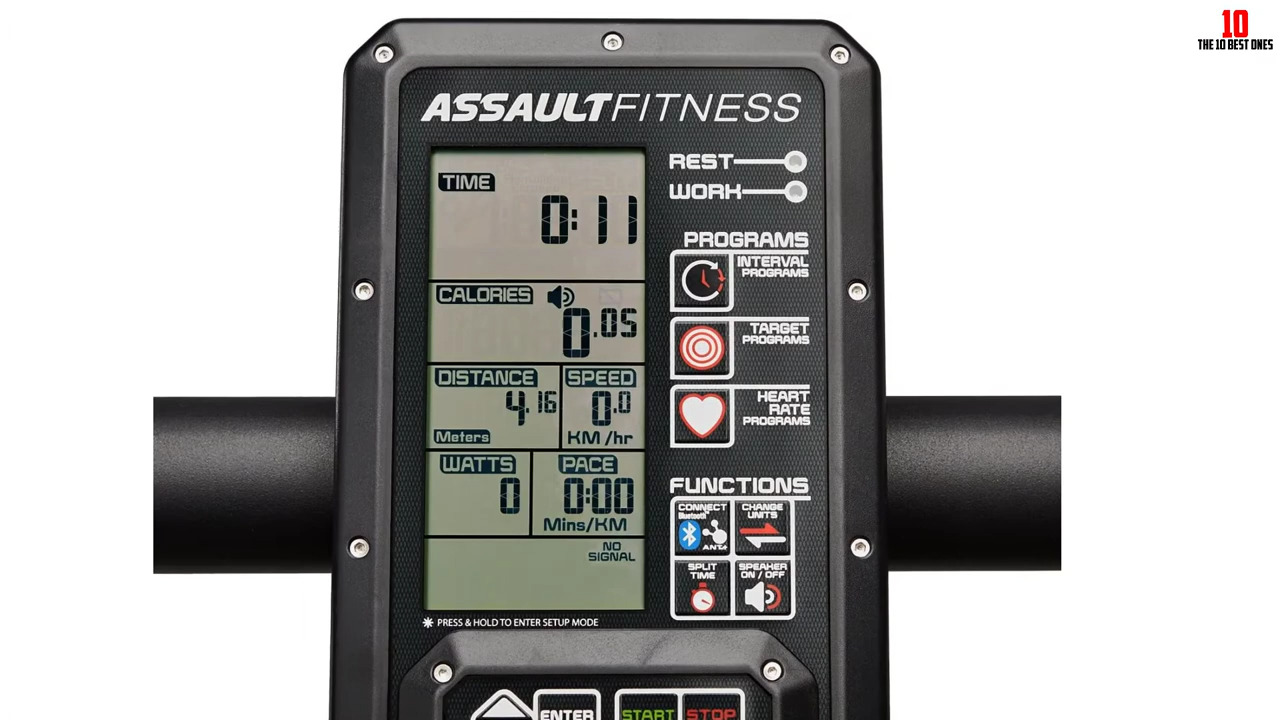 10
THE 10 BEST ONES
ASSAULTFITNESS
REST
WORK
TIME
0:11
CALORIES
0.05
DISTANCE
4.16
Meters
SPEED
0.0
KM/hr
WATTS
0
PACE
0:00
Mins/KM
NO
SIGNAL
PROGRAMS
INTERVAL
PROGRAMS
TARGET
PROGRAMS
HEART
RATE
PROGRAMS
FUNCTIONS
CONNECT
Bluetooth
ANT+
CHANGE
UNITS
SPLIT
TIME
SPEAKER
ON / OFF
✱ PRESS & HOLD TO ENTER SETUP MODE
ENTER
START
STOP